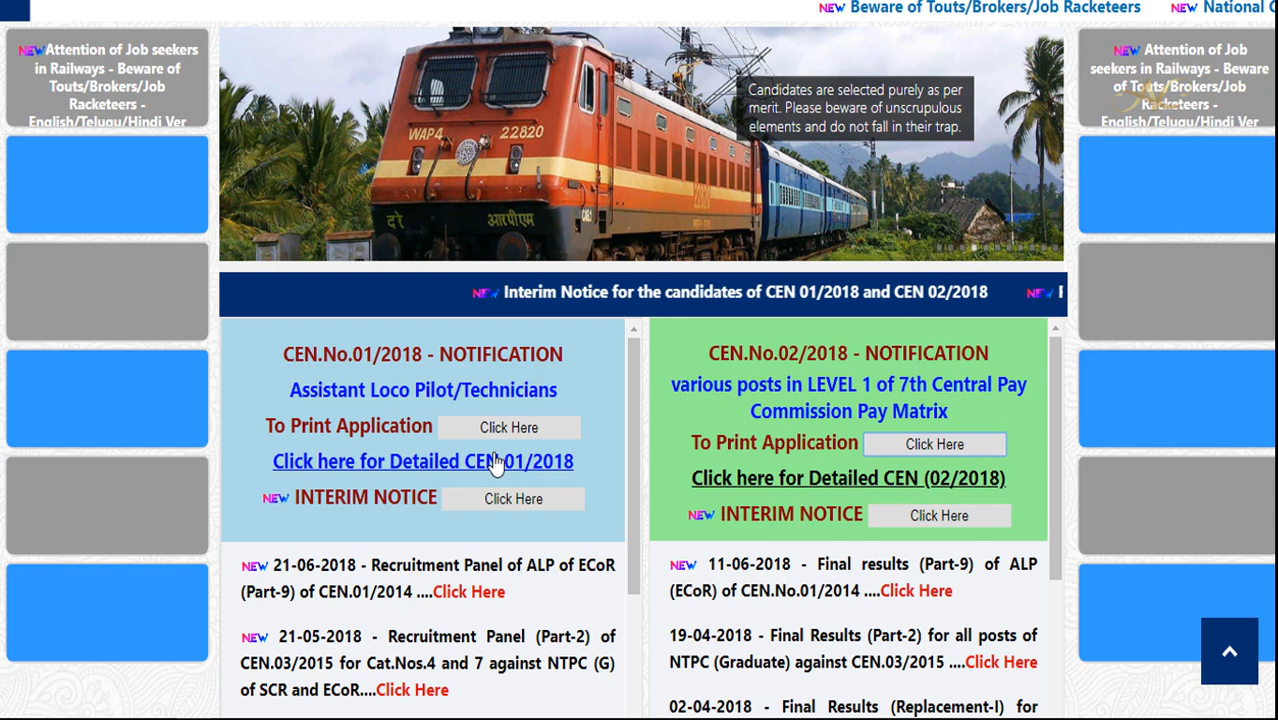 NEW Beware of Touts/Brokers/Job Racketeers NEW National
NEW Attention of Job seekers
in Railways - Beware of
Touts/Brokers/Job
Racketeers -
English/Telugu/Hindi Ver
Candidates are selected purely as per
merit. Please beware of unscrupulous
elements and do not fall in their trap.
WAP4 22820
22820
दरे आरपीएम
NEW Attention of Job
seekers in Railways - Beware
of Touts/Brokers/Job
Racketeers -
English/Telugu/Hindi Ver
NEW Interim Notice for the candidates of CEN 01/2018 and CEN 02/2018 NEW
CEN.No.01/2018 - NOTIFICATION
Assistant Loco Pilot/Technicians
To Print Application Click Here
Click here for Detailed CEN 01/2018
NEW INTERIM NOTICE Click Here
NEW 21-06-2018 - Recruitment Panel of ALP of ECoR
(Part-9) of CEN.01/2014 ....Click Here
NEW 21-05-2018 - Recruitment Panel (Part-2) of
CEN.03/2015 for Cat.Nos.4 and 7 against NTPC (G)
of SCR and ECoR....Click Here
CEN.No.02/2018 - NOTIFICATION
various posts in LEVEL 1 of 7th Central Pay
Commission Pay Matrix
To Print Application Click Here
Click here for Detailed CEN (02/2018)
NEW INTERIM NOTICE Click Here
NEW 11-06-2018 - Final results (Part-9) of ALP
(ECoR) of CEN.No.01/2014 ....Click Here
19-04-2018 - Final Results (Part-2) for all posts of
NTPC (Graduate) against CEN.03/2015 ....Click Here
02-04-2018 - Final Results (Replacement-I) for